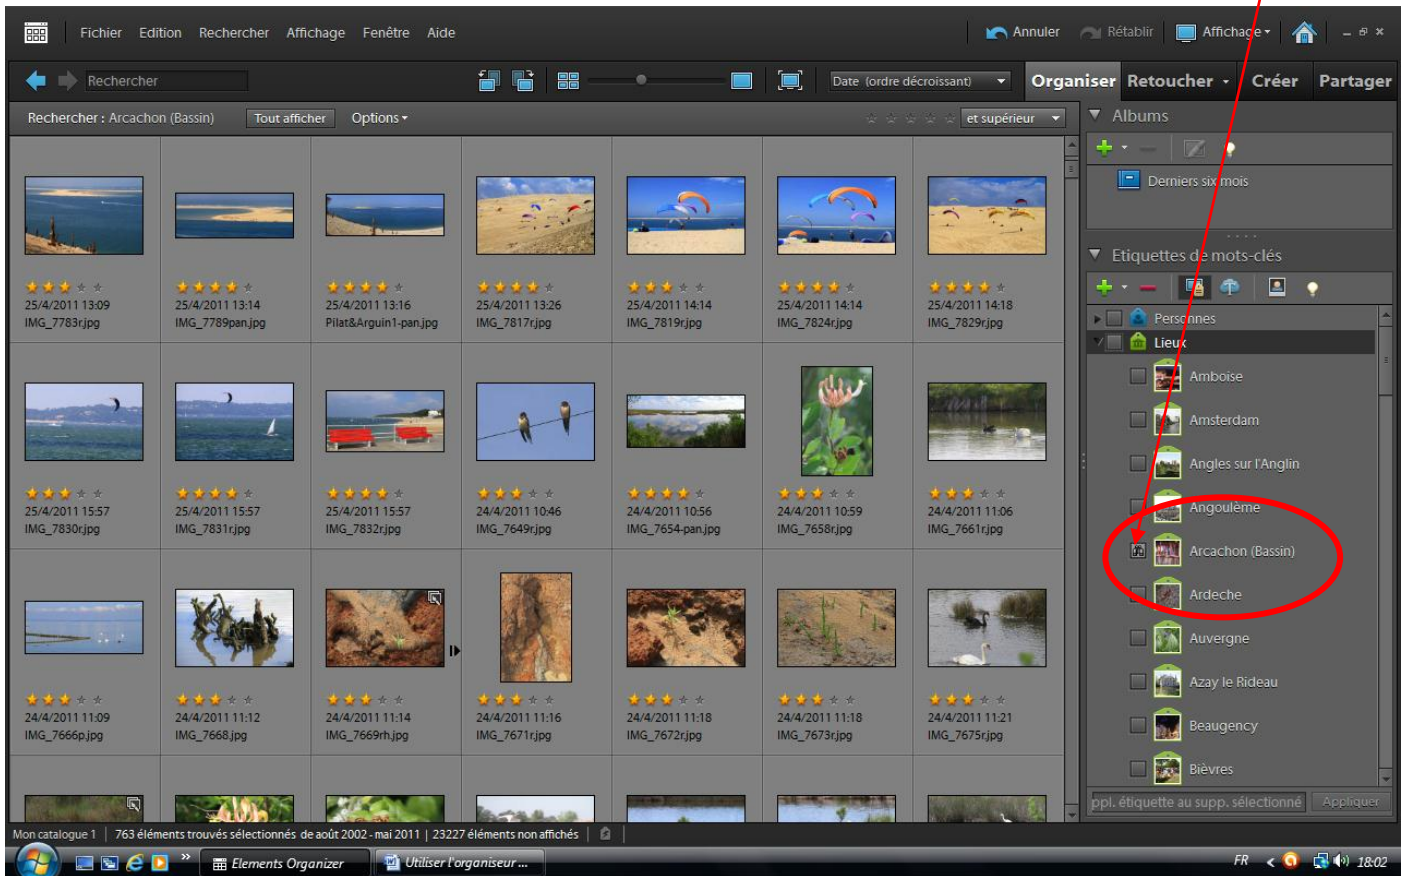 Fichier Edition Rechercher Affichage Fenêtre Aide
Annuler Rétablir Affichage
Rechercher
Date (ordre décroissant)
Organiser Retoucher Créer Partager
Rechercher : Arcachon (Bassin) Tout afficher Options
et supérieur
Albums
Derniers six mois
Etiquettes de mots-clés
Personnes
Lieux
Amboise
Amsterdam
Angles sur l'Anglin
Angoulême
Arcachon (Bassin)
Ardeche
Auvergne
Azay le Rideau
Beaugency
Bièvres
ppl. étiquette au supp. sélectionné Appliquer
25/4/2011 13:09 25/4/2011 13:14 25/4/2011 13:16 25/4/2011 13:26 25/4/2011 14:14 25/4/2011 14:14 25/4/2011 14:18
IMG_7783r.jpg IMG_7789pan.jpg Pilat&Arguin1-pan.jpg IMG_7817r.jpg IMG_7819r.jpg IMG_7824r.jpg IMG_7829r.jpg
25/4/2011 15:57 25/4/2011 15:57 25/4/2011 15:57 24/4/2011 10:46 24/4/2011 10:56 24/4/2011 10:59 24/4/2011 11:06
IMG_7830r.jpg IMG_7831r.jpg IMG_7832r.jpg IMG_7649r.jpg IMG_7654-pan.jpg IMG_7658r.jpg IMG_7661r.jpg
24/4/2011 11:09 24/4/2011 11:12 24/4/2011 11:14 24/4/2011 11:16 24/4/2011 11:18 24/4/2011 11:18 24/4/2011 11:21
IMG_7666p.jpg IMG_7668.jpg IMG_7669rh.jpg IMG_7671r.jpg IMG_7672r.jpg IMG_7673r.jpg IMG_7675r.jpg
Mon catalogue 1 763 éléments trouvés sélectionnés de août 2002 - mai 2011 | 23227 éléments non affichés
Elements Organizer Utiliser l'organiseur ... FR 18:02